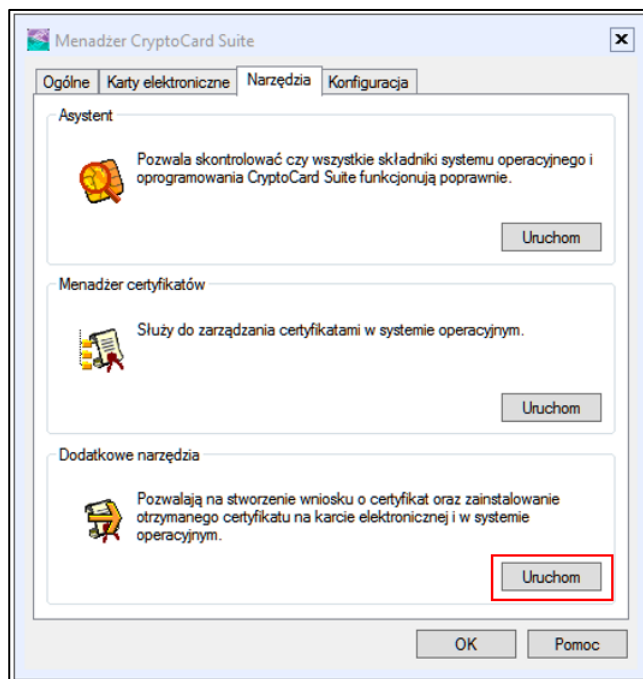 Menadżer CryptoCard Suite
Ogólne Karty elektroniczne Narzędzia Konfiguracja
Asystent
Pozwala skontrolować czy wszystkie składniki systemu operacyjnego i
oprogramowania CryptoCard Suite funkcjonują poprawnie.
Uruchom
Menadżer certyfikatów
Służy do zarządzania certyfikatami w systemie operacyjnym.
Uruchom
Dodatkowe narzędzia
Pozwalają na stworzenie wniosku o certyfikat oraz zainstalowanie
otrzymanego certyfikatu na karcie elektronicznej i w systemie
operacyjnym.
Uruchom
OK Pomoc